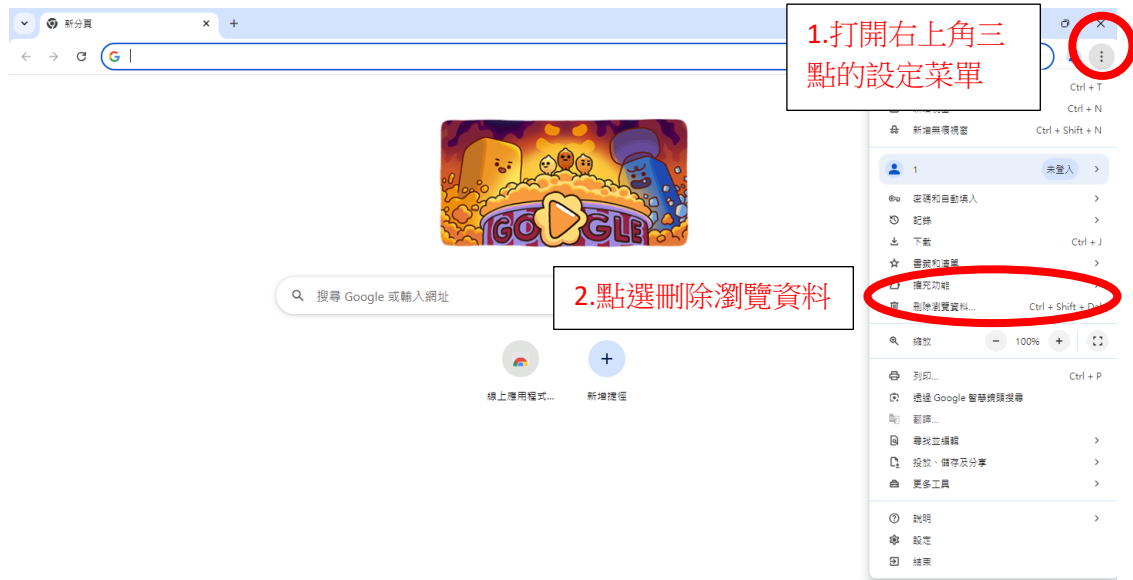 新分頁
1.打開右上角三
點的設定菜單
Ctrl + T
Ctrl + N
新增無痕視窗 Ctrl + Shift + N
1 未登入
密碼和自動填入
記錄
下載 Ctrl + J
書籤和清單
GOOGLE
2.點選刪除瀏覽資料
擴充功能
刪除瀏覽資料... Ctrl + Shift + Del
搜尋 Google 或輸入網址
縮放 − 100% +
線上應用程式...
新增捷徑
列印... Ctrl + P
透過 Google 智慧鏡頭搜尋
翻譯...
尋找並編輯
投放、儲存及分享
更多工具
說明
設定
結束